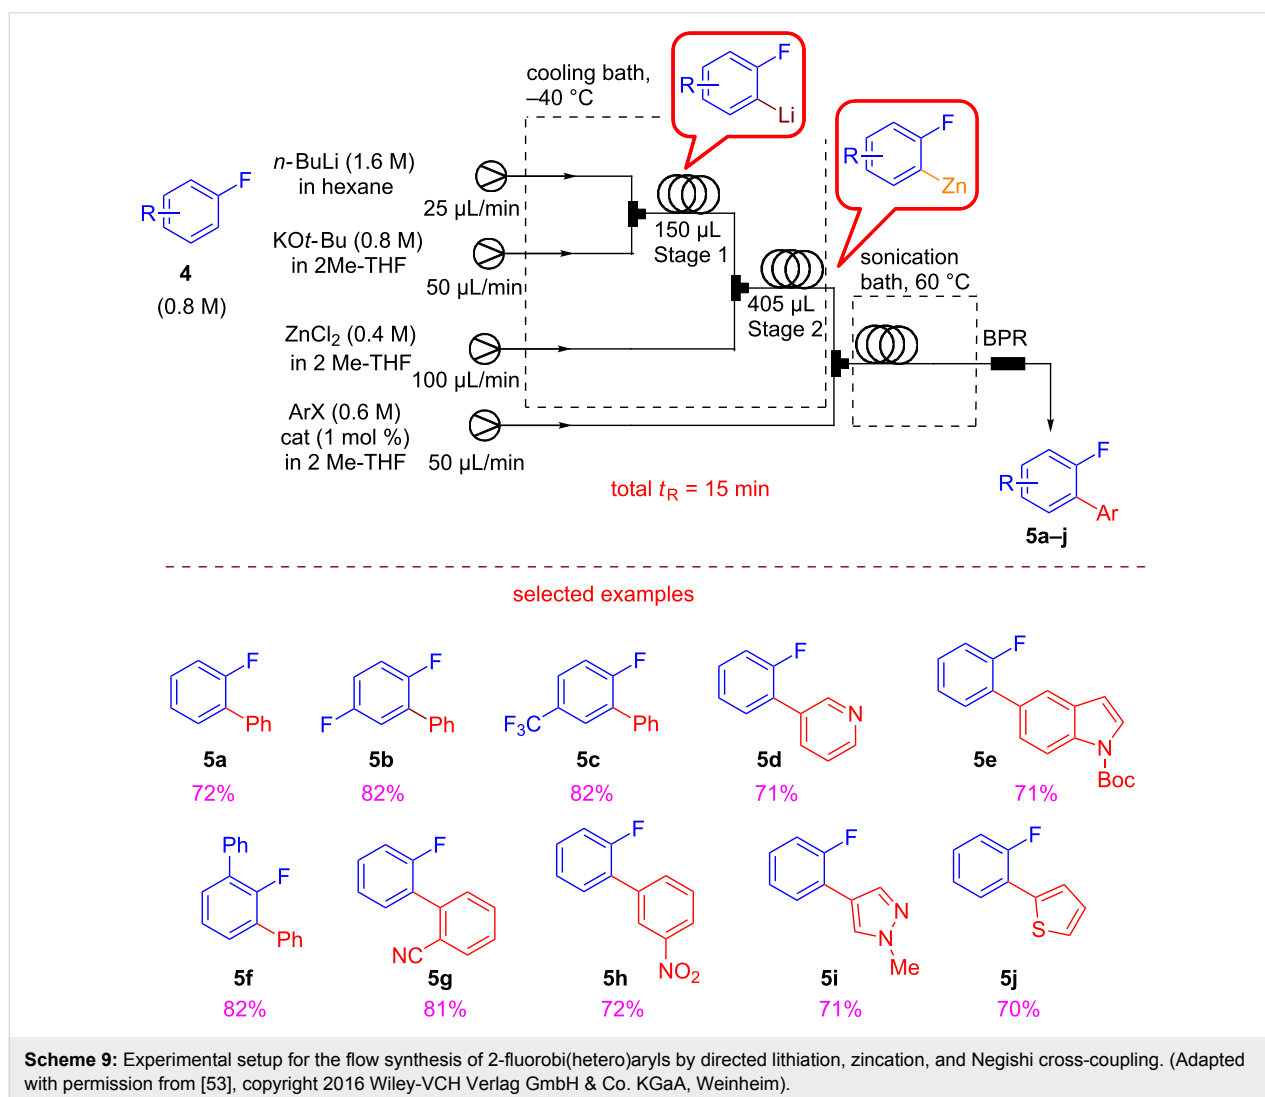 cooling bath,
–40 °C
F
R
Li
F
R
Zn
n-BuLi (1.6 M)
in hexane
25 µL/min
F
R
4
(0.8 M)
KOt-Bu (0.8 M)
in 2Me-THF
50 µL/min
150 µL
Stage 1
sonication
bath, 60 °C
405 µL
Stage 2
BPR
ZnCl2 (0.4 M)
in 2 Me-THF
100 µL/min
ArX (0.6 M)
cat (1 mol %)
in 2 Me-THF
50 µL/min
total tR = 15 min
F
R
Ar
5a–j
selected examples
F
Ph
5a
72%
F
F
Ph
5b
82%
F
F3C
Ph
5c
82%
F
N
5d
71%
F
N
Boc
5e
71%
Ph
F
Ph
5f
82%
F
NC
5g
81%
F
NO2
5h
72%
F
N
N
Me
5i
71%
F
S
5j
70%
Scheme 9: Experimental setup for the flow synthesis of 2-fluorobi(hetero)aryls by directed lithiation, zincation, and Negishi cross-coupling. (Adapted
with permission from [53], copyright 2016 Wiley-VCH Verlag GmbH & Co. KGaA, Weinheim).